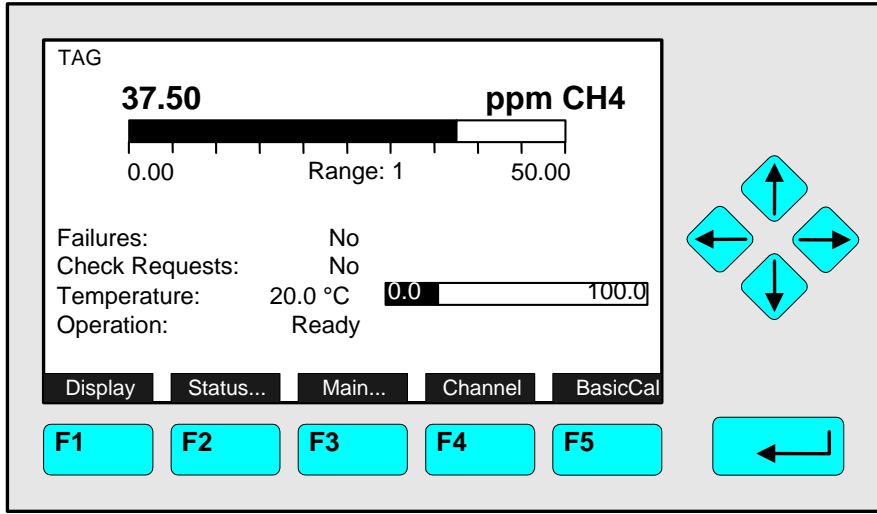 TAG
37.50 ppm CH4
0.00 Range: 1 50.00
Failures: No
Check Requests: No
Temperature: 20.0 °C 0.0 100.0
Operation: Ready
Display Status... Main... Channel BasicCal
F1 F2 F3 F4 F5